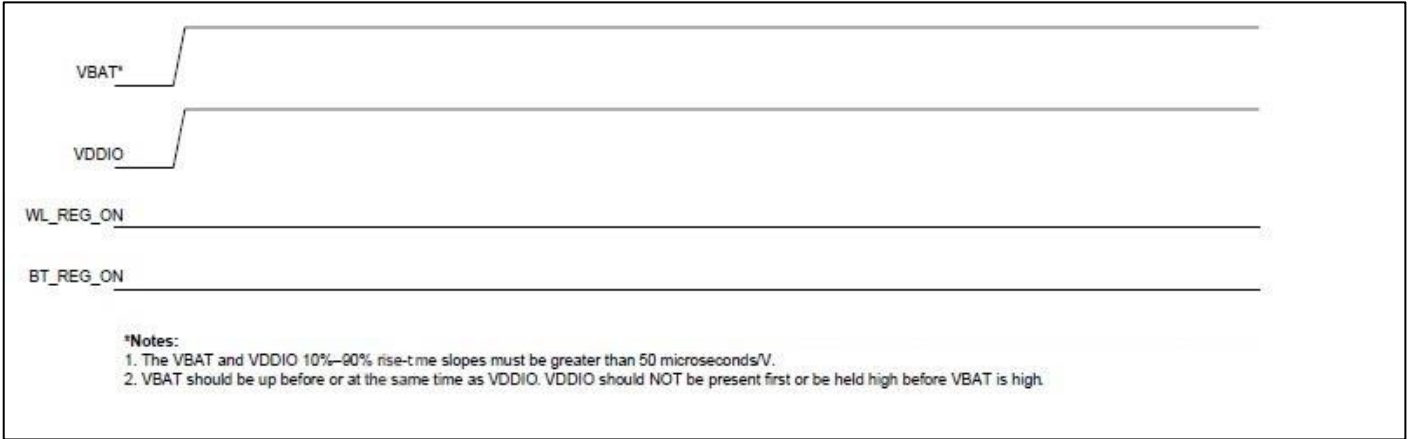 VBAT*
VDDIO
WL_REG_ON
BT_REG_ON
*Notes:
1. The VBAT and VDDIO 10%–90% rise-t me slopes must be greater than 50 microseconds/V.
2. VBAT should be up before or at the same time as VDDIO. VDDIO should NOT be present first or be held high before VBAT is high.